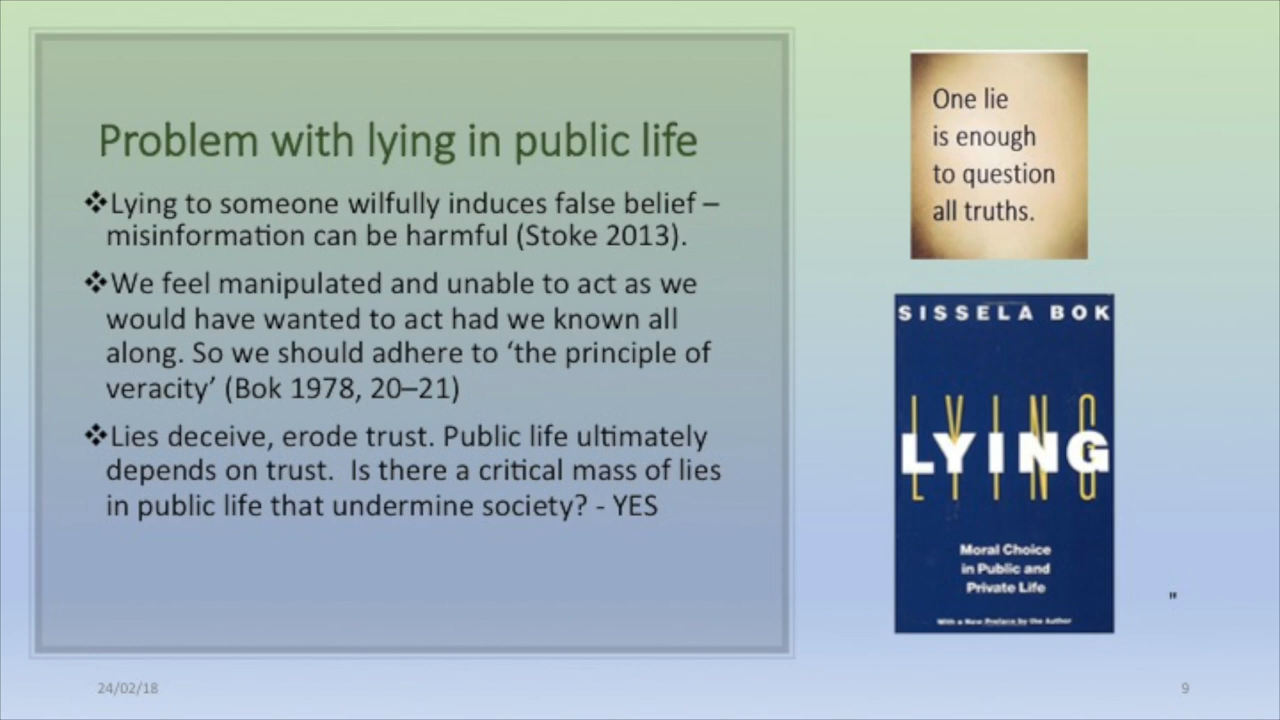 Problem with lying in public life
❖Lying to someone wilfully induces false belief –
misinformation can be harmful (Stoke 2013).
❖We feel manipulated and unable to act as we
would have wanted to act had we known all
along. So we should adhere to ‘the principle of
veracity’ (Bok 1978, 20–21)
❖Lies deceive, erode trust. Public life ultimately
depends on trust.  Is there a critical mass of lies
in public life that undermine society? - YES
One lie
is enough
to question
all truths.
SISSELA BOK
LYING
LYING
Moral Choice
in Public and
Private Life
With a New Preface by the Author
"
24/02/18
9